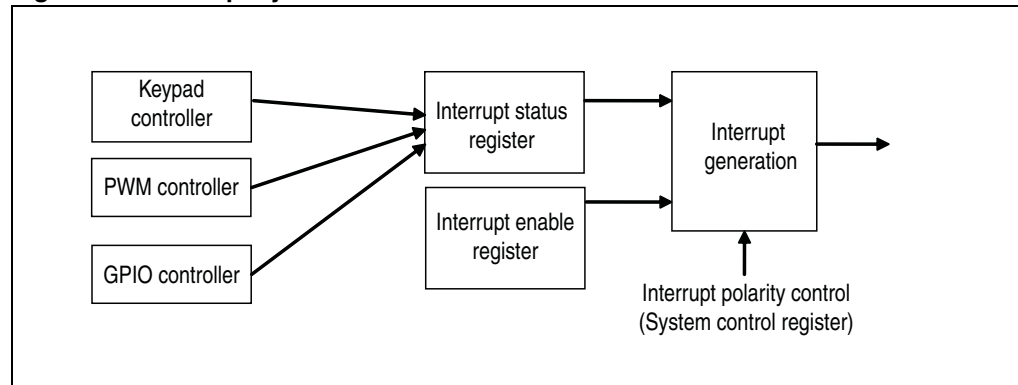 Keypad
controller
PWM controller
GPIO controller
Interrupt status
register
Interrupt enable
register
Interrupt
generation
Interrupt polarity control
(System control register)